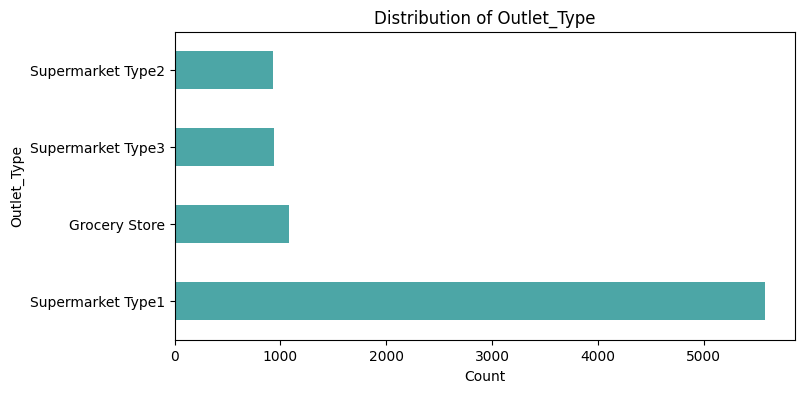 Distribution of Outlet_Type
Outlet_Type
Supermarket Type2
Supermarket Type3
Grocery Store
Supermarket Type1
0 1000 2000 3000 4000 5000
Count